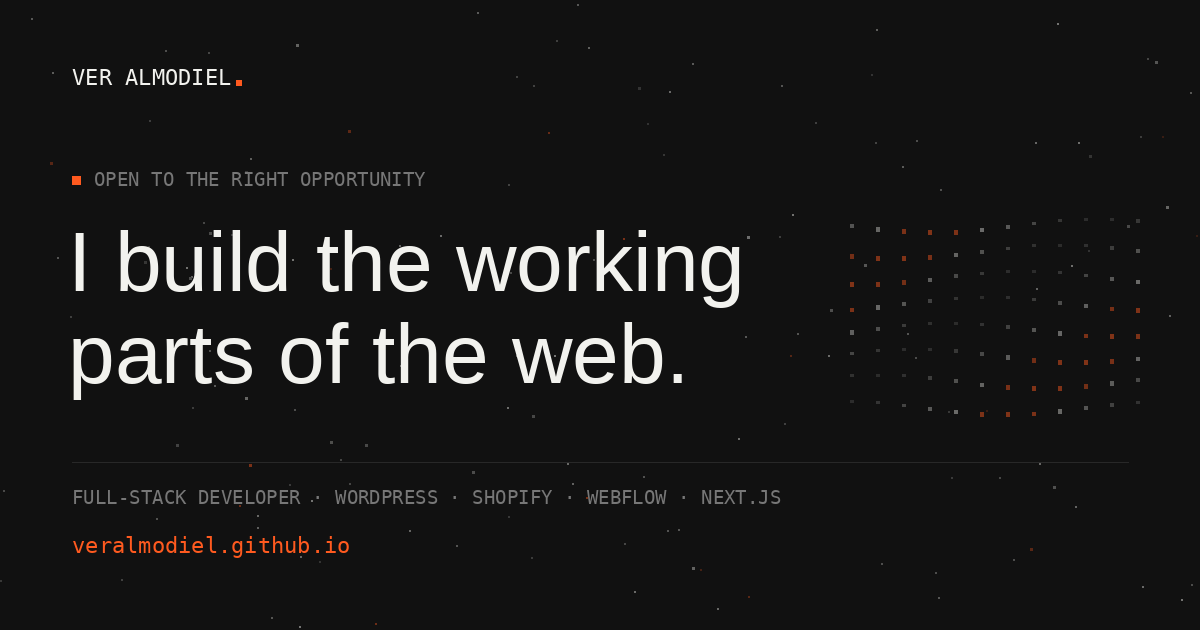 VER ALMODIEL.
OPEN TO THE RIGHT OPPORTUNITY
I build the working
parts of the web.
FULL-STACK DEVELOPER · WORDPRESS · SHOPIFY · WEBFLOW · NEXT.JS
veralmodiel.github.io